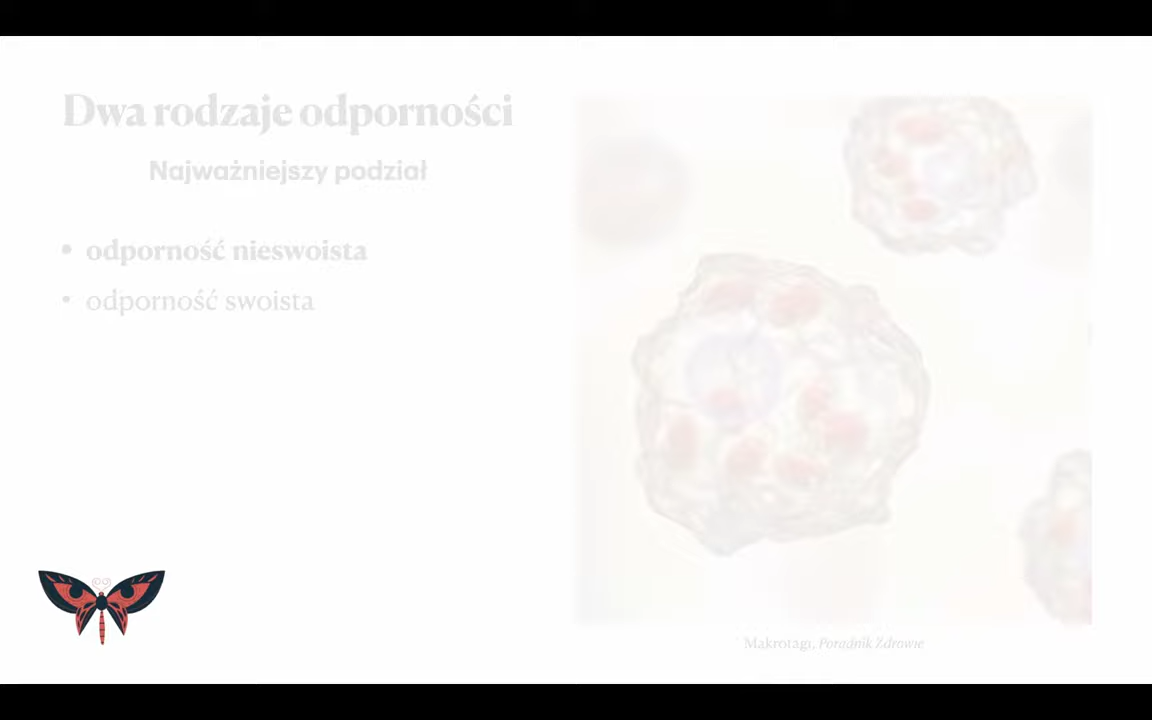 Dwa rodzaje odporności
Najważniejszy podział
• odporność nieswoista
• odporność swoista
Makrofagi, Poradnik Zdrowie